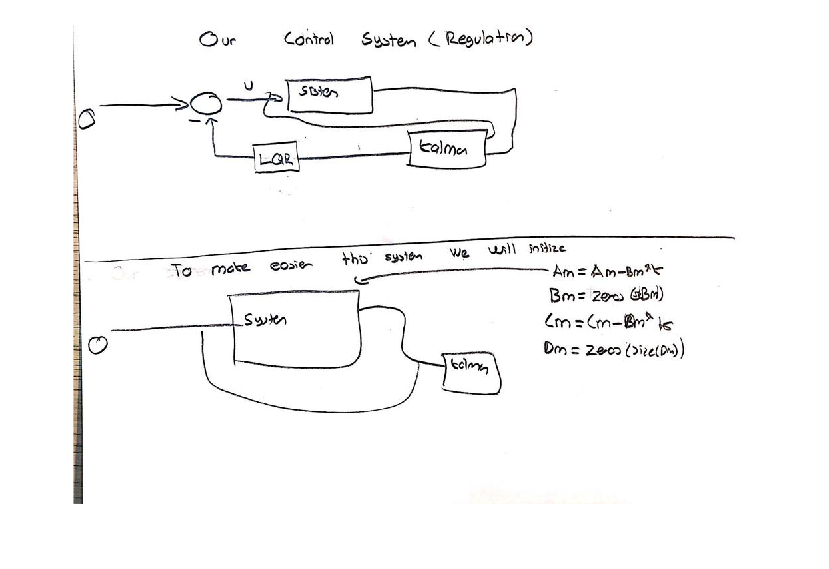 Our Control System (Regulation)
0
U
System
-
LQR
Kalman
To make easier this system we will initize
Am = Am-Bm*k
Bm = zeros(Bm)
Cm = Cm-Bm*k
Dm = zeros(size(Dm))
0
System
Kalman